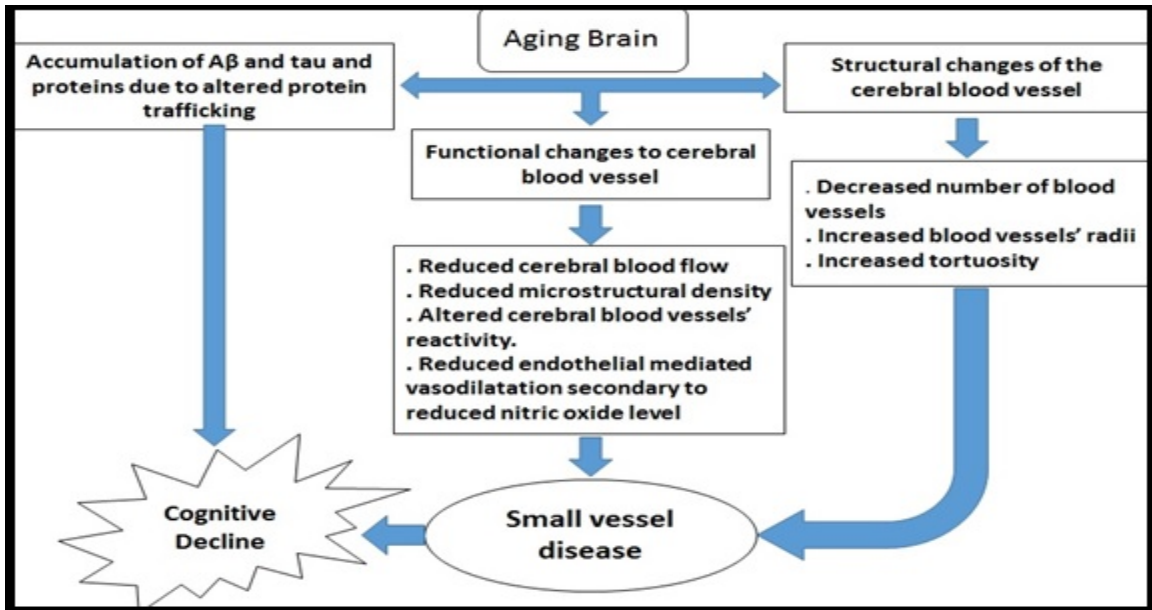 Aging Brain
Accumulation of Aβ and tau and
proteins due to altered protein
trafficking
Functional changes to cerebral
blood vessel
Structural changes of the
cerebral blood vessel
. Decreased number of blood
vessels
. Increased blood vessels’ radii
. Increased tortuosity
. Reduced cerebral blood flow
. Reduced microstructural density
. Altered cerebral blood vessels’
reactivity.
. Reduced endothelial mediated
vasodilatation secondary to
reduced nitric oxide level
Cognitive
Decline
Small vessel
disease